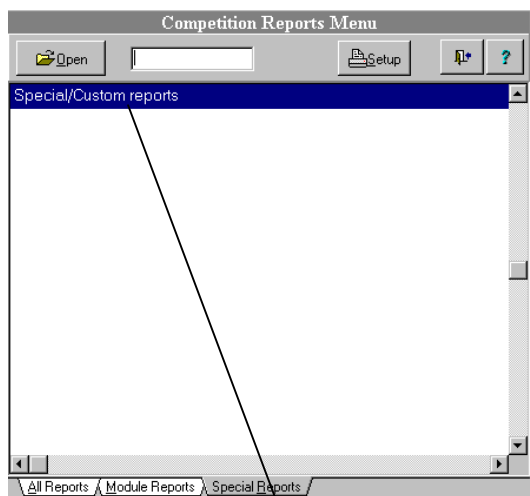 Competition Reports Menu
Open Setup ?
Special/Custom reports
All Reports Module Reports Special Reports